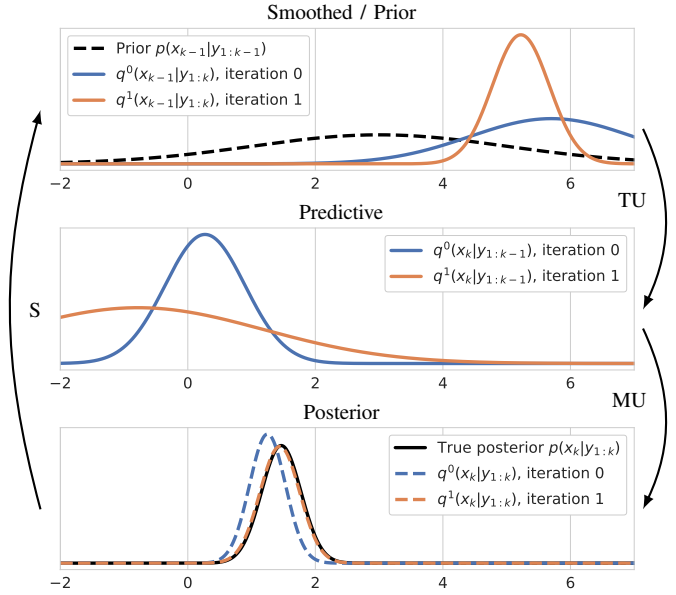 Smoothed / Prior
Prior p(x_{k−1}|y_{1:k−1})
q^0(x_{k−1}|y_{1:k}), iteration 0
q^1(x_{k−1}|y_{1:k}), iteration 1
−2 0 2 4 6
TU
Predictive
q^0(x_k|y_{1:k−1}), iteration 0
q^1(x_k|y_{1:k−1}), iteration 1
S
−2 0 2 4 6
MU
Posterior
True posterior p(x_k|y_{1:k})
q^0(x_k|y_{1:k}), iteration 0
q^1(x_k|y_{1:k}), iteration 1
−2 0 2 4 6